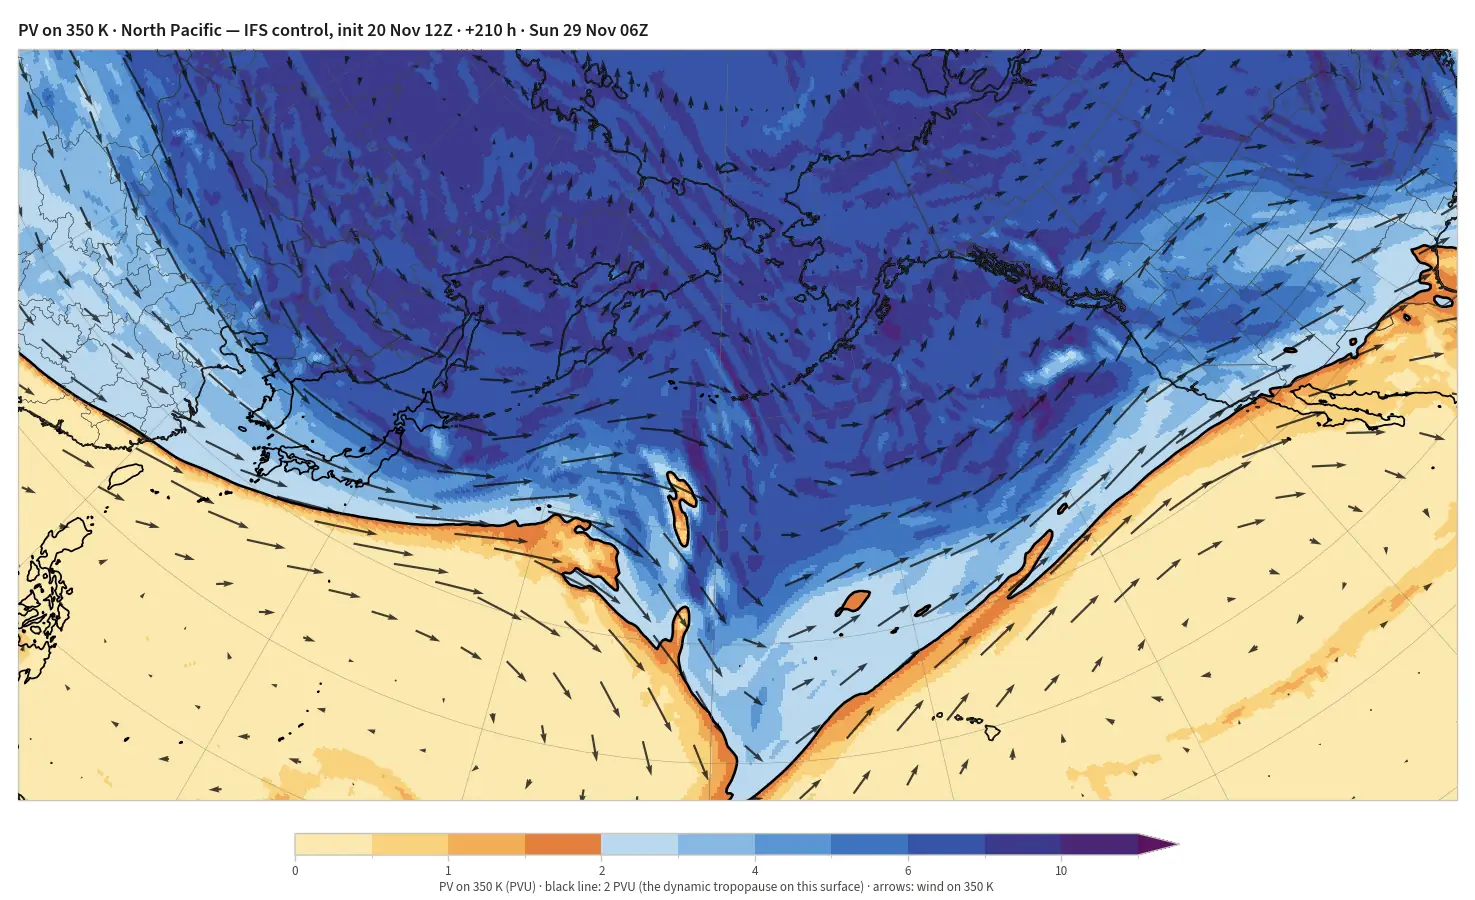 PV on 350 K · North Pacific — IFS control, init 20 Nov 12Z · +210 h · Sun 29 Nov 06Z
0 1 2 4 6 10
PV on 350 K (PVU) · black line: 2 PVU (the dynamic tropopause on this surface) · arrows: wind on 350 K